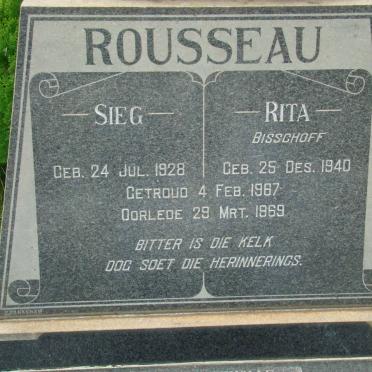 ROUSSEAU
SIEG
RITA
BISSCHOFF
GEB. 24 JUL. 1928
GEB. 25 DES. 1940
GETROUD 4 FEB. 1967
OORLEDE 29 MRT. 1969
BITTER IS DIE KELK
DOG SOET DIE HERINNERINGS.